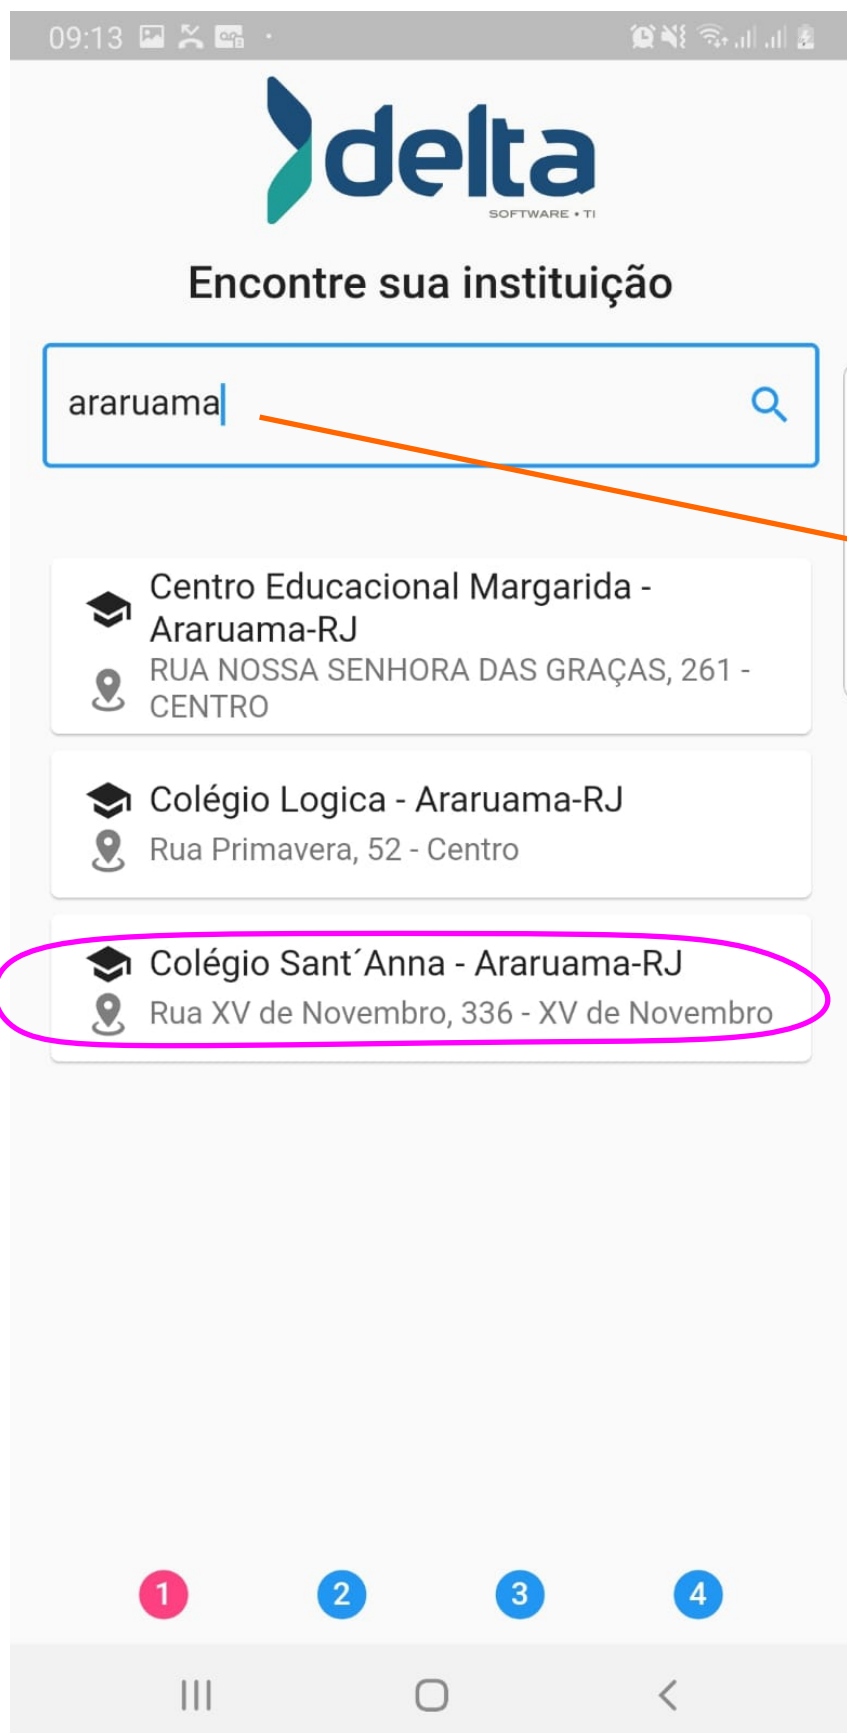 09:13
delta
SOFTWARE • TI
Encontre sua instituição
araruama
Centro Educacional Margarida -
Araruama-RJ
RUA NOSSA SENHORA DAS GRAÇAS, 261 -
CENTRO
Colégio Logica - Araruama-RJ
Rua Primavera, 52 - Centro
Colégio Sant´Anna - Araruama-RJ
Rua XV de Novembro, 336 - XV de Novembro
1 2 3 4